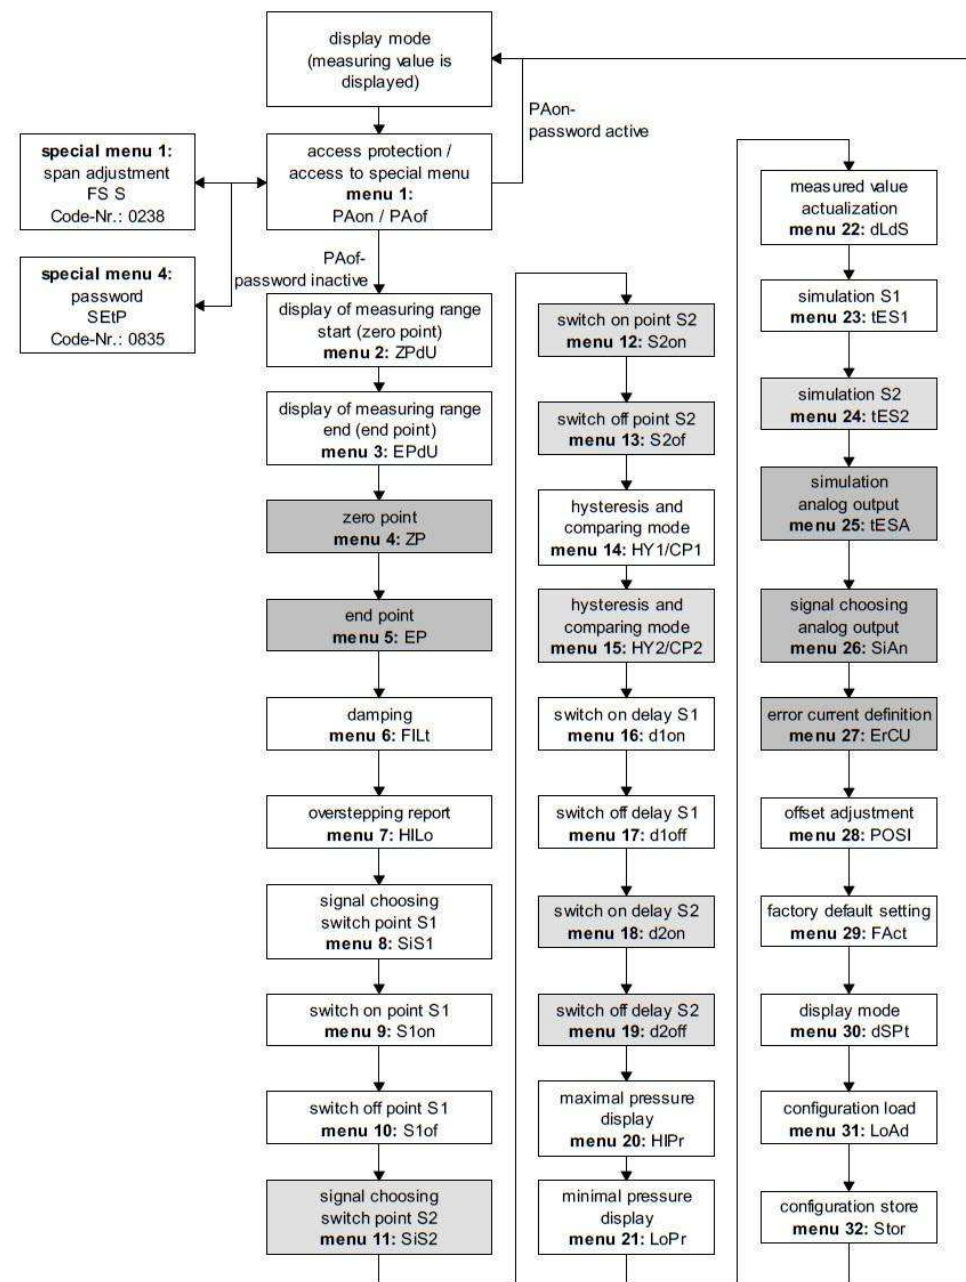 display mode
(measuring value is
displayed)
PAon-
password active
special menu 1:
span adjustment
FS S
Code-Nr.: 0238
access protection /
access to special menu
menu 1:
PAon / PAof
special menu 4:
password
SEtP
Code-Nr.: 0835
PAof-
password inactive
display of measuring range
start (zero point)
menu 2: ZPdU
display of measuring range
end (end point)
menu 3: EPdU
zero point
menu 4: ZP
end point
menu 5: EP
damping
menu 6: FILt
overstepping report
menu 7: HILo
signal choosing
switch point S1
menu 8: SiS1
switch on point S1
menu 9: S1on
switch off point S1
menu 10: S1of
signal choosing
switch point S2
menu 11: SiS2
switch on point S2
menu 12: S2on
switch off point S2
menu 13: S2of
hysteresis and
comparing mode
menu 14: HY1/CP1
hysteresis and
comparing mode
menu 15: HY2/CP2
switch on delay S1
menu 16: d1on
switch off delay S1
menu 17: d1off
switch on delay S2
menu 18: d2on
switch off delay S2
menu 19: d2off
maximal pressure
display
menu 20: HIPr
minimal pressure
display
menu 21: LoPr
measured value
actualization
menu 22: dLdS
simulation S1
menu 23: tES1
simulation S2
menu 24: tES2
simulation
analog output
menu 25: tESA
signal choosing
analog output
menu 26: SiAn
error current definition
menu 27: ErCU
offset adjustment
menu 28: POSI
factory default setting
menu 29: FAct
display mode
menu 30: dSPt
configuration load
menu 31: LoAd
configuration store
menu 32: Stor